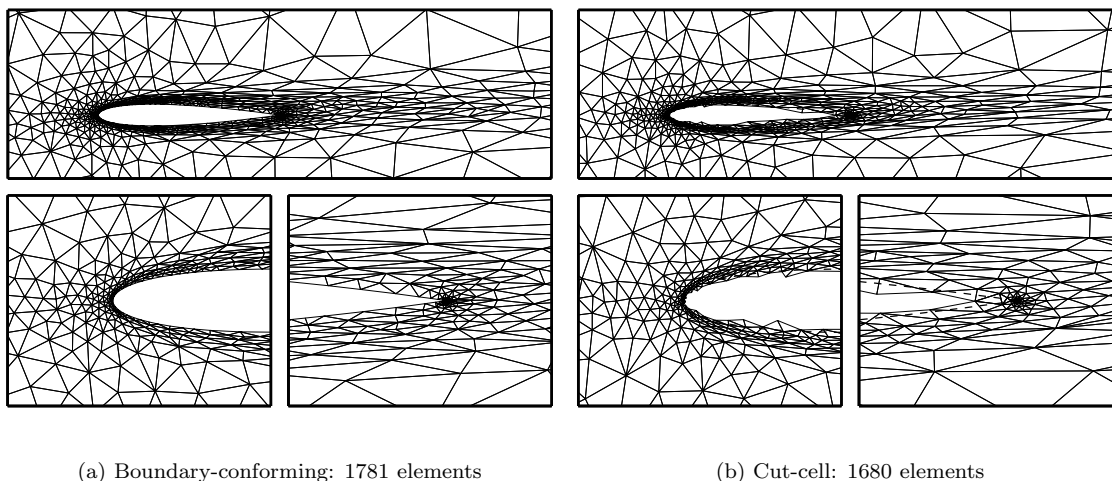 (a) Boundary-conforming: 1781 elements
(b) Cut-cell: 1680 elements